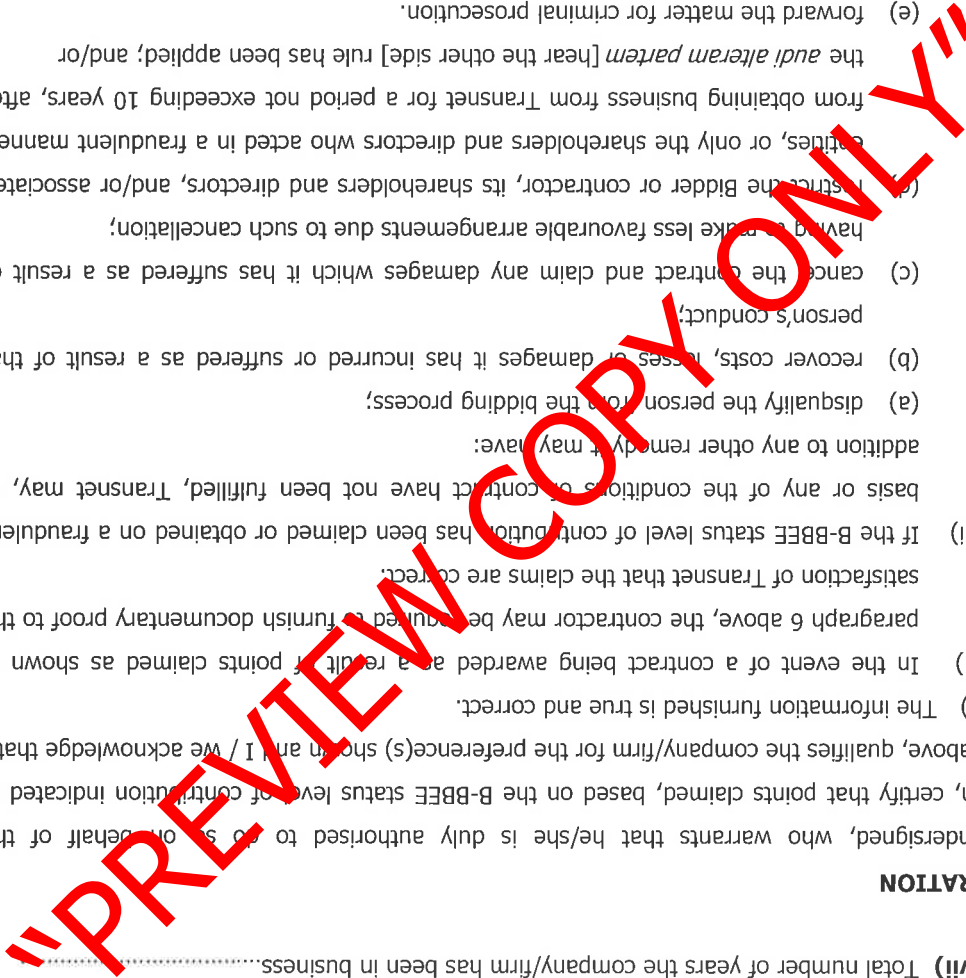 vii) Total number of years the company/firm has been in business..............................
RATION
ndersigned, who warrants that he/she is duly authorised to do so on behalf of th
n, certify that points claimed, based on the B-BBEE status level of contribution indicated
above, qualifies the company/firm for the preference(s) shown and I / we acknowledge that
) The information furnished is true and correct.
) In the event of a contract being awarded as a result of points claimed as shown
paragraph 6 above, the contractor may be required to furnish documentary proof to th
satisfaction of Transnet that the claims are correct.
i) If the B-BBEE status level of contribution has been claimed or obtained on a fraudule
basis or any of the conditions of contract have not been fulfilled, Transnet may,
addition to any other remedy it may have:
(a) disqualify the person from the bidding process;
(b) recover costs, losses or damages it has incurred or suffered as a result of tha
person's conduct;
(c) cancel the contract and claim any damages which it has suffered as a result
having to make less favourable arrangements due to such cancellation;
(d) restrict the Bidder or contractor, its shareholders and directors, and/or associate
entities, or only the shareholders and directors who acted in a fraudulent manne
from obtaining business from Transnet for a period not exceeding 10 years, afte
the audi alteram partem [hear the other side] rule has been applied; and/or
(e) forward the matter for criminal prosecution.
"PREVIEW COPY ONLY"